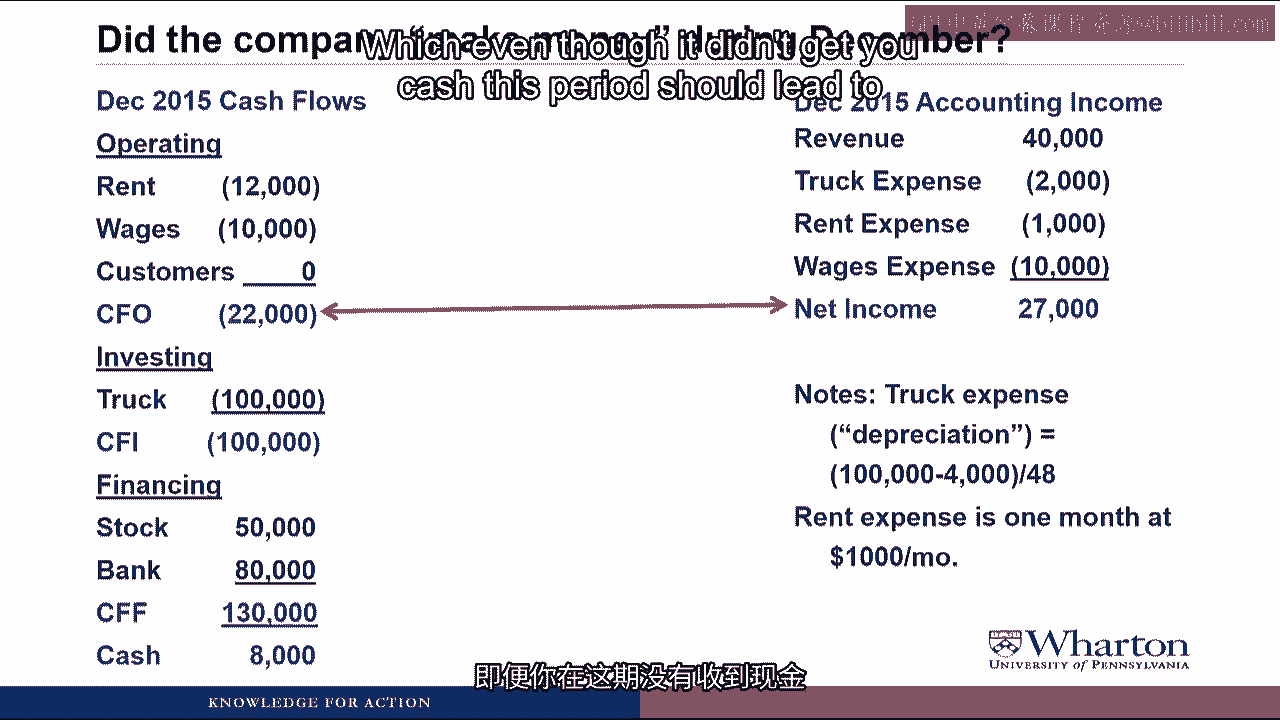 Did the company "make money" during December?
Which even though it didn't get you
cash this period should lead to
Dec 2015 Cash Flows
Operating
Rent (12,000)
Wages (10,000)
Customers 0
CFO (22,000)
Investing
Truck (100,000)
CFI (100,000)
Financing
Stock 50,000
Bank 80,000
CFF 130,000
Cash 8,000
Dec 2015 Accounting Income
Revenue 40,000
Truck Expense (2,000)
Rent Expense (1,000)
Wages Expense (10,000)
Net Income 27,000
Notes: Truck expense
("depreciation") =
(100,000-4,000)/48
Rent expense is one month at
$1000/mo.
Wharton
UNIVERSITY of PENNSYLVANIA
即便你在这期没有收到现金
KNOWLEDGE FOR ACTION